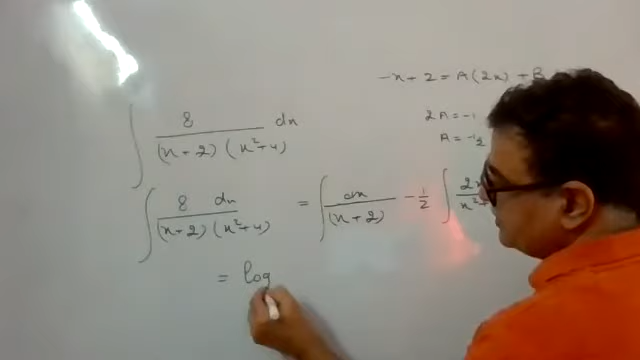 -x + 2 = A(2x) + B
∫ 8 / (x+2)(x²+4) dx
2A = -1
A = -1/2
∫ 8 dx / (x+2)(x²+4) = ∫ dx / (x+2) - 1/2 ∫ 2x / x²+
= log